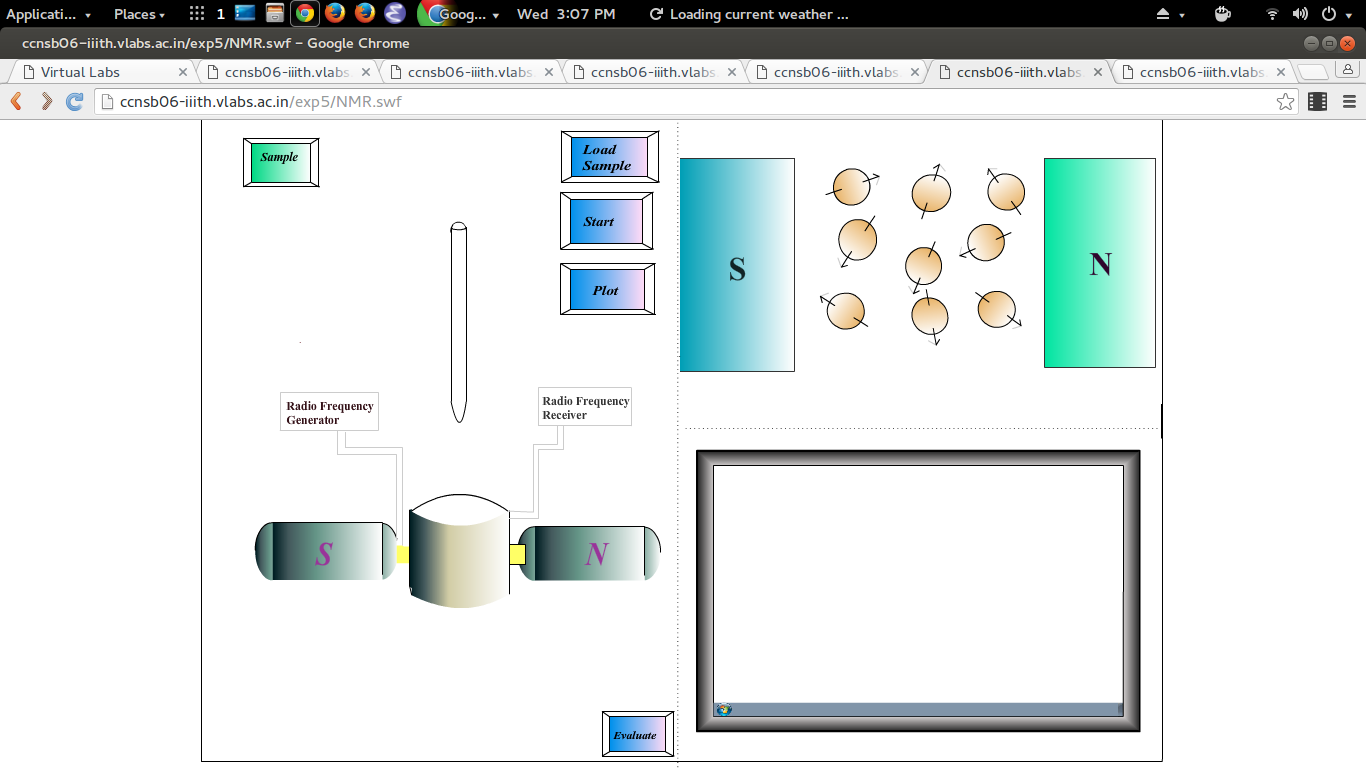 Applicati... Places 1 Goog... Wed 3:07 PM Loading current weather ...
ccnsb06-iiith.vlabs.ac.in/exp5/NMR.swf - Google Chrome
Virtual Labs ccnsb06-iiith.vlabs ccnsb06-iiith.vlabs ccnsb06-iiith.vlabs ccnsb06-iiith.vlabs ccnsb06-iiith.vlabs. ccnsb06-iiith.vlabs
ccnsb06-iiith.vlabs.ac.in/exp5/NMR.swf
Sample
Load
Sample
Start
Plot
S
N
Radio Frequency
Generator
Radio Frequency
Receiver
S
N
Evaluate